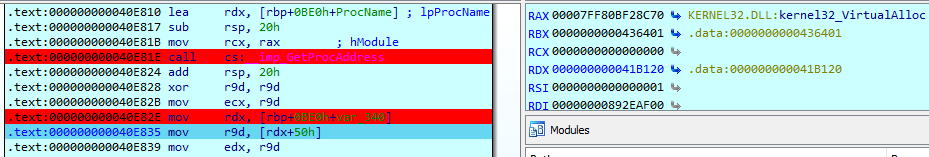 .text:000000000040E810 lea rdx, [rbp+0BE0h+ProcName] ; lpProcName
.text:000000000040E817 sub rsp, 20h
.text:000000000040E81B mov rcx, rax ; hModule
.text:000000000040E81E call cs:__imp_GetProcAddress
.text:000000000040E824 add rsp, 20h
.text:000000000040E828 xor r9d, r9d
.text:000000000040E82B mov ecx, r9d
.text:000000000040E82E mov rdx, [rbp+0BE0h+var_340]
.text:000000000040E835 mov r9d, [rdx+50h]
.text:000000000040E839 mov edx, r9d
RAX 00007FF80BF28C70 KERNEL32.DLL:kernel32_VirtualAlloc
RBX 0000000000436401 .data:0000000000436401
RCX 0000000000000000
RDX 000000000041B120 .data:000000000041B120
RSI 0000000000000001
RDI 00000000892EAF00
Modules